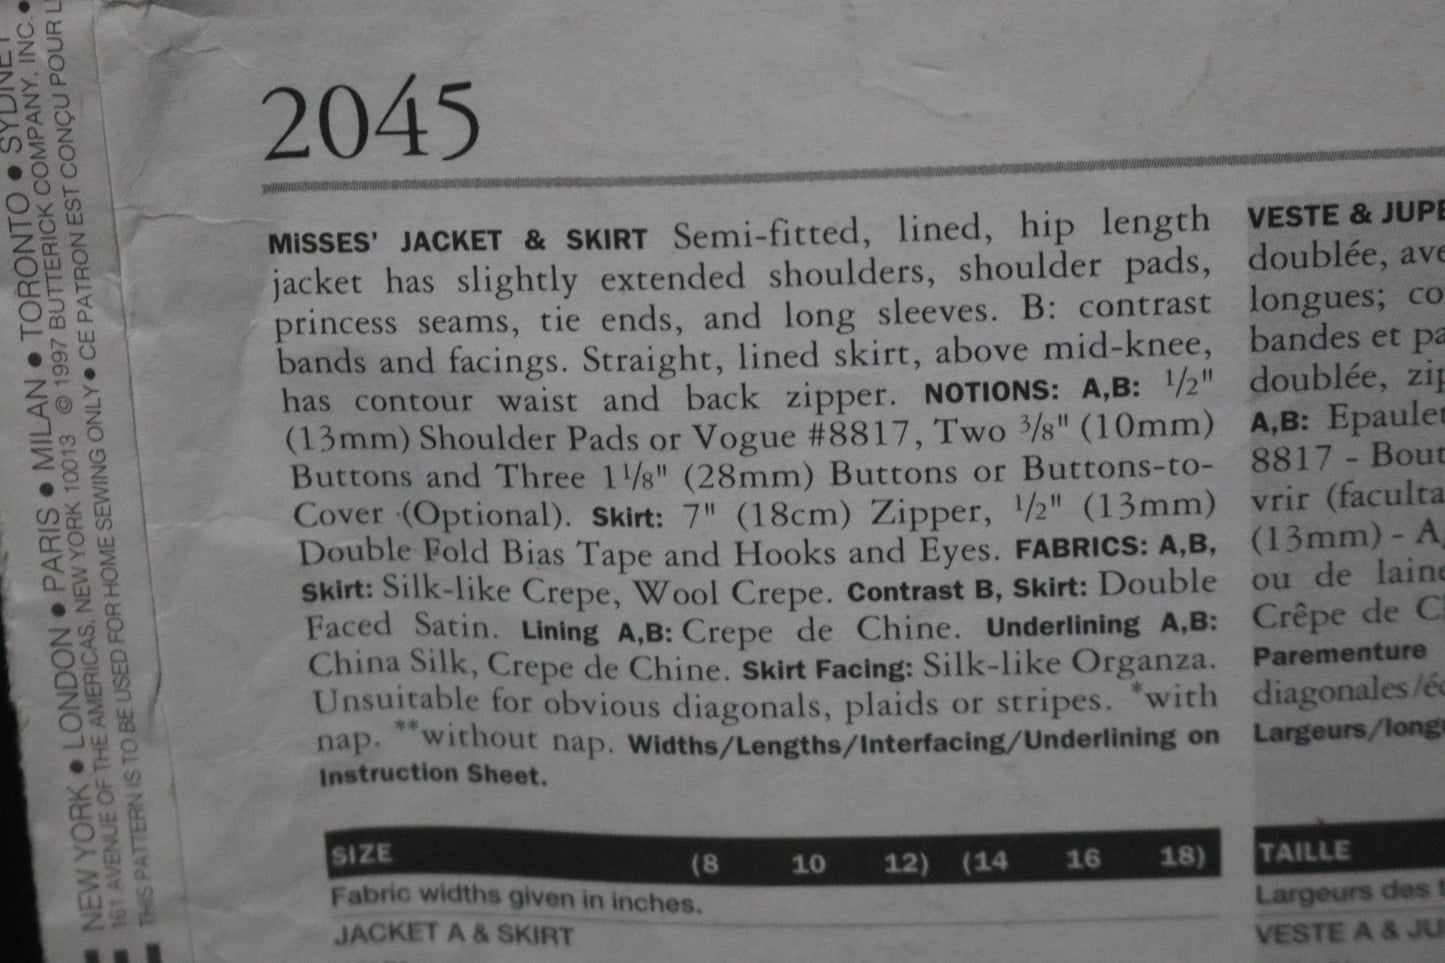 2045
MiSSES' JACKET & SKIRT Semi-fitted, lined, hip length
jacket has slightly extended shoulders, shoulder pads,
princess seams, tie ends, and long sleeves. B: contrast
bands and facings. Straight, lined skirt, above mid-knee,
has contour waist and back zipper. NOTIONS: A,B: 1/2"
(13mm) Shoulder Pads or Vogue #8817, Two 3/8" (10mm)
Buttons and Three 1 1/8" (28mm) Buttons or Buttons-to-
Cover (Optional). Skirt: 7" (18cm) Zipper, 1/2" (13mm)
Double Fold Bias Tape and Hooks and Eyes. FABRICS: A,B,
Skirt: Silk-like Crepe, Wool Crepe. Contrast B, Skirt: Double
Faced Satin. Lining A,B: Crepe de Chine. Underlining A,B:
China Silk, Crepe de Chine. Skirt Facing: Silk-like Organza.
Unsuitable for obvious diagonals, plaids or stripes. *with
nap. **without nap. Widths/Lengths/Interfacing/Underlining on
Instruction Sheet.
SIZE (8 10 12) (14 16 18)
Fabric widths given in inches.
JACKET A & SKIRT
VESTE & JUPE
doublée, ave
longues; co
bandes et pa
doublée, zip
A,B: Epaulet
8817 - Bout
vrir (faculta
(13mm) - A
ou de laine
Crêpe de C
Parementure
diagonales/é
Largeurs/long
TAILLE
Largeurs des
VESTE A & JU
NEW YORK • LONDON • PARIS • MILAN • TORONTO • SYDNEY
161 AVENUE OF THE AMERICAS, NEW YORK 10013 © 1997 BUTTERICK COMPANY, INC. •
THIS PATTERN IS TO BE USED FOR HOME SEWING ONLY • CE PATRON EST CONÇU POUR L